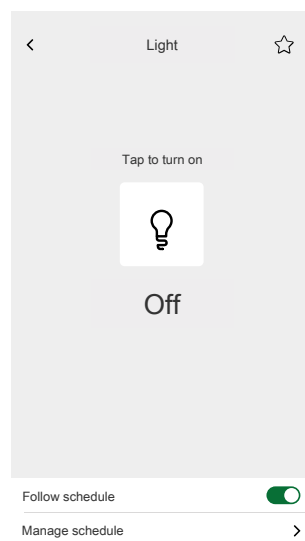 Light
Tap to turn on
Off
Follow schedule
Manage schedule